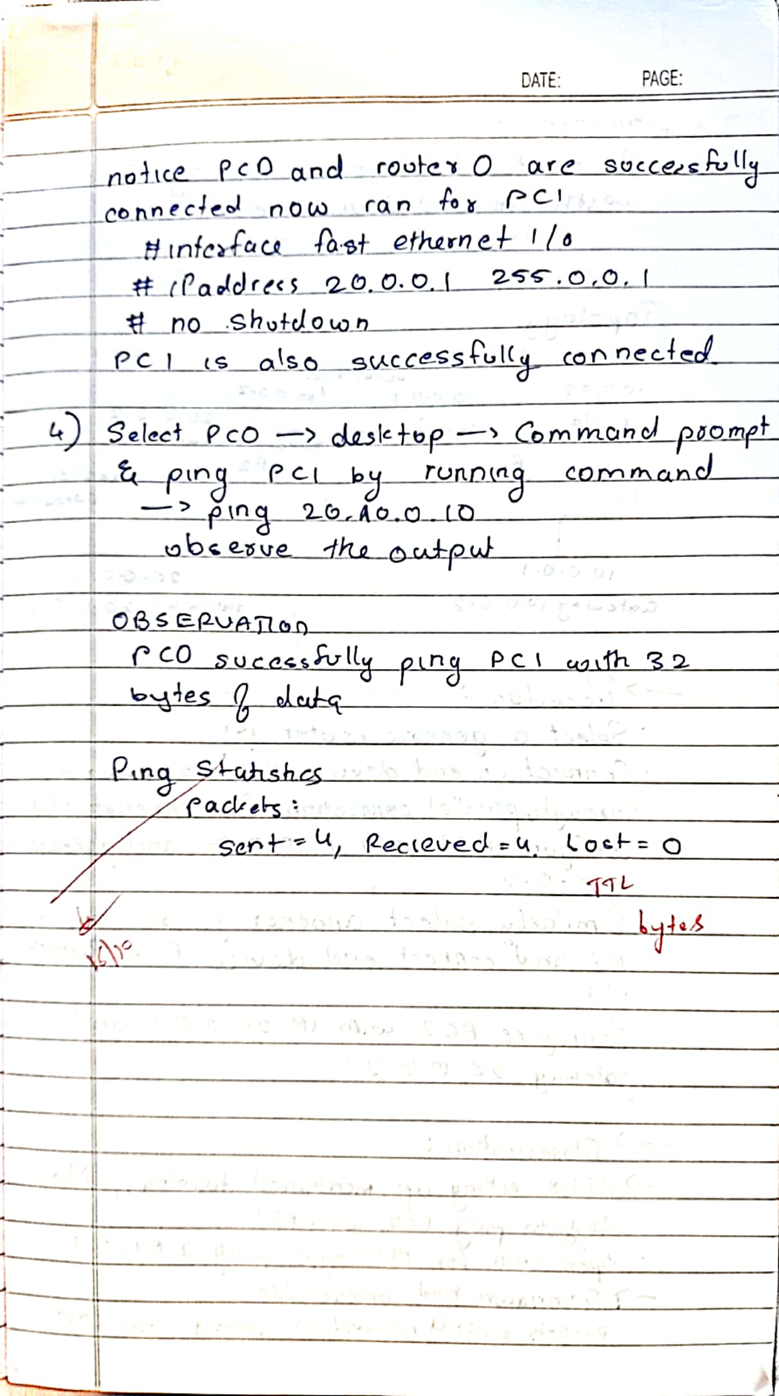 DATE: PAGE:
notice PC0 and router 0 are successfully
connected now ran for PC1
# interface fast ethernet 1/0
# ipaddress 20.0.0.1 255.0.0.1
# no shutdown
PC1 is also successfully connected
4) Select PC0 → desktop → Command prompt
& ping PC1 by running command
→ ping 20.10.0.10
observe the output
OBSERVATION
PC0 sucessfully ping PC1 with 32
bytes of data
Ping Statistics
Packets:
Sent = 4, Recieved = 4, Lost = 0
TTL
bytes